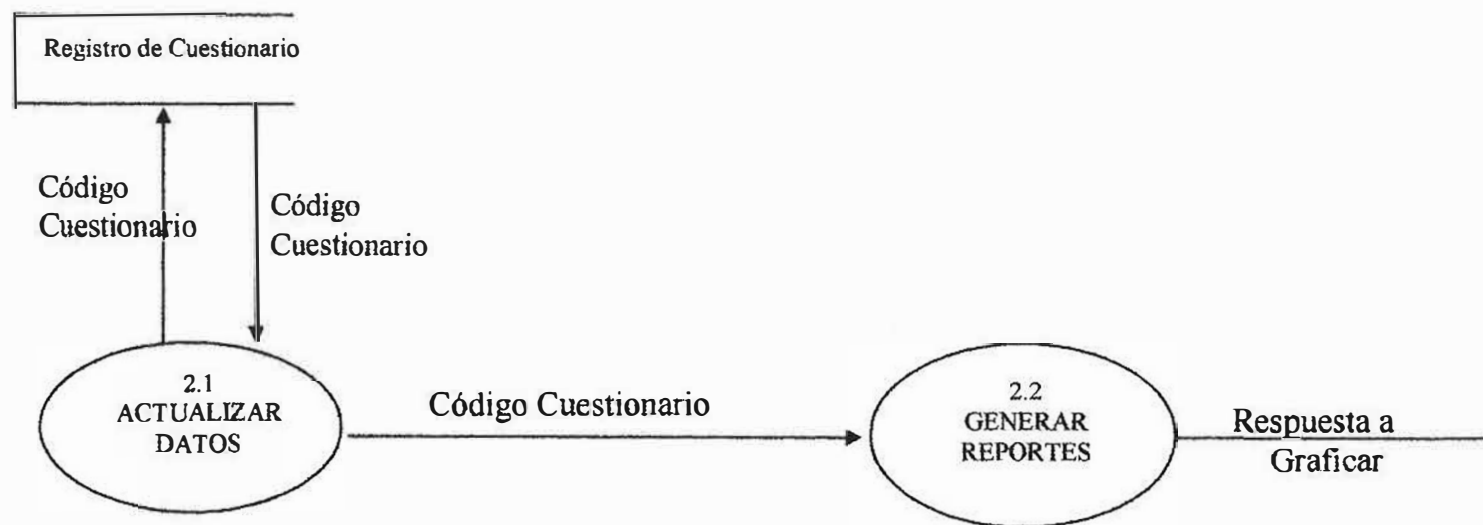 Registro de Cuestionario
Código
Cuestionario
Código
Cuestionario
2.1
ACTUALIZAR
DATOS
Código Cuestionario
2.2
GENERAR
REPORTES
Respuesta a
Graficar